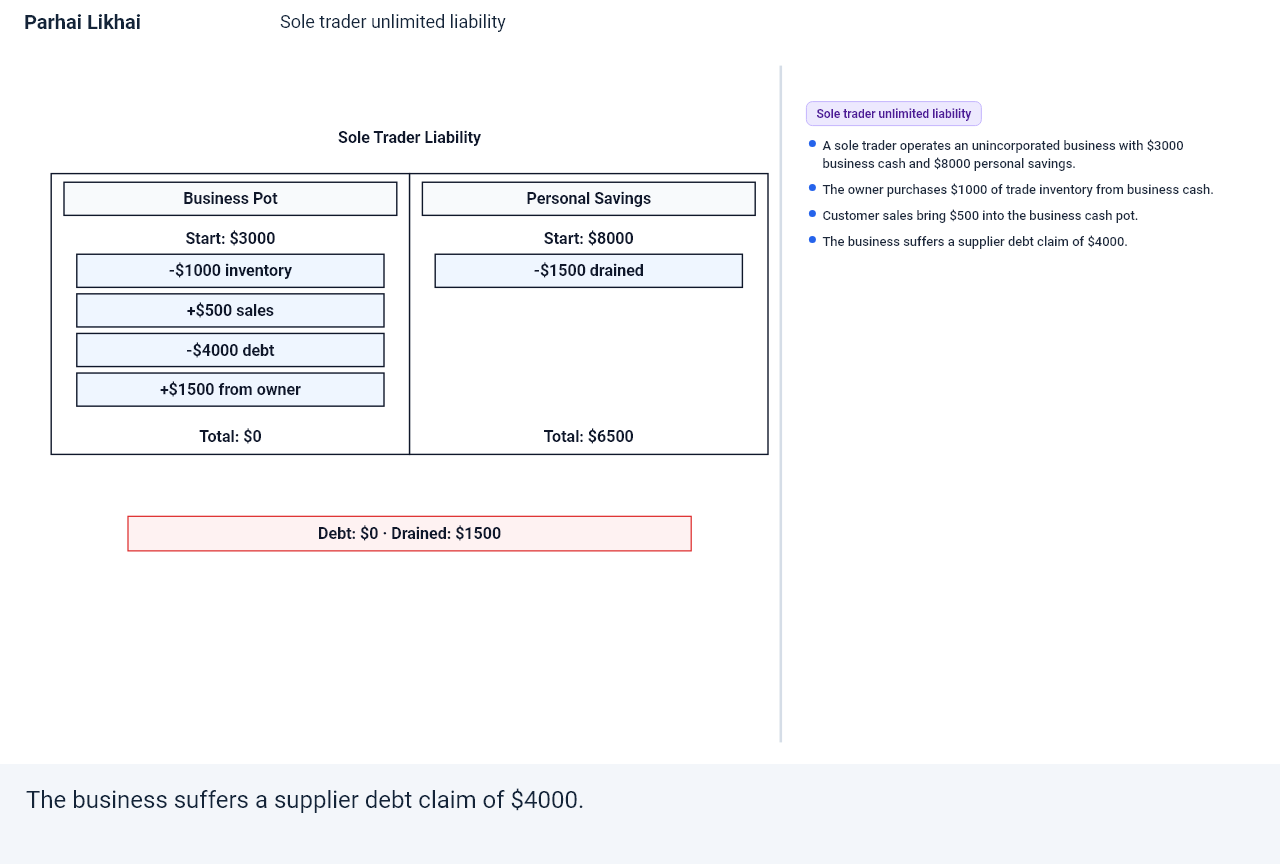 Parhai Likhai
Sole trader unlimited liability
Sole Trader Liability
Business Pot
Start: $3000
-$1000 inventory
+$500 sales
-$4000 debt
+$1500 from owner
Total: $0
Personal Savings
Start: $8000
-$1500 drained
Total: $6500
Debt: $0 · Drained: $1500
Sole trader unlimited liability
A sole trader operates an unincorporated business with $3000
business cash and $8000 personal savings.
The owner purchases $1000 of trade inventory from business cash.
Customer sales bring $500 into the business cash pot.
The business suffers a supplier debt claim of $4000.
The business suffers a supplier debt claim of $4000.